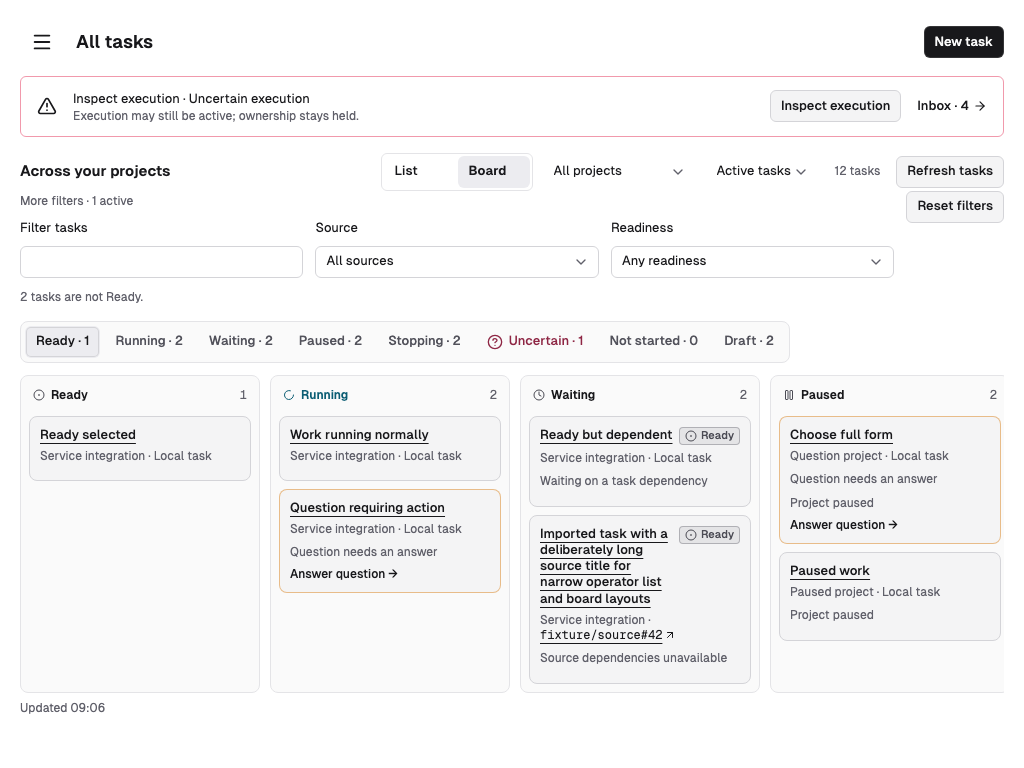 All tasks
New task
Inspect execution · Uncertain execution
Execution may still be active; ownership stays held.
Inspect execution
Inbox · 4 →
Across your projects
List
Board
All projects
Active tasks
12 tasks
Refresh tasks
More filters · 1 active
Reset filters
Filter tasks
Source
Readiness
All sources
Any readiness
2 tasks are not Ready.
Ready · 1
Running · 2
Waiting · 2
Paused · 2
Stopping · 2
Uncertain · 1
Not started · 0
Draft · 2
Ready
1
Ready selected
Service integration · Local task
Running
2
Work running normally
Service integration · Local task
Question requiring action
Service integration · Local task
Question needs an answer
Answer question →
Waiting
2
Ready but dependent
Ready
Service integration · Local task
Waiting on a task dependency
Imported task with a
Ready
deliberately long
source title for
narrow operator list
and board layouts
Service integration ·
fixture/source#42 ↗
Source dependencies unavailable
Paused
2
Choose full form
Question project · Local task
Question needs an answer
Project paused
Answer question →
Paused work
Paused project · Local task
Project paused
Updated 09:06